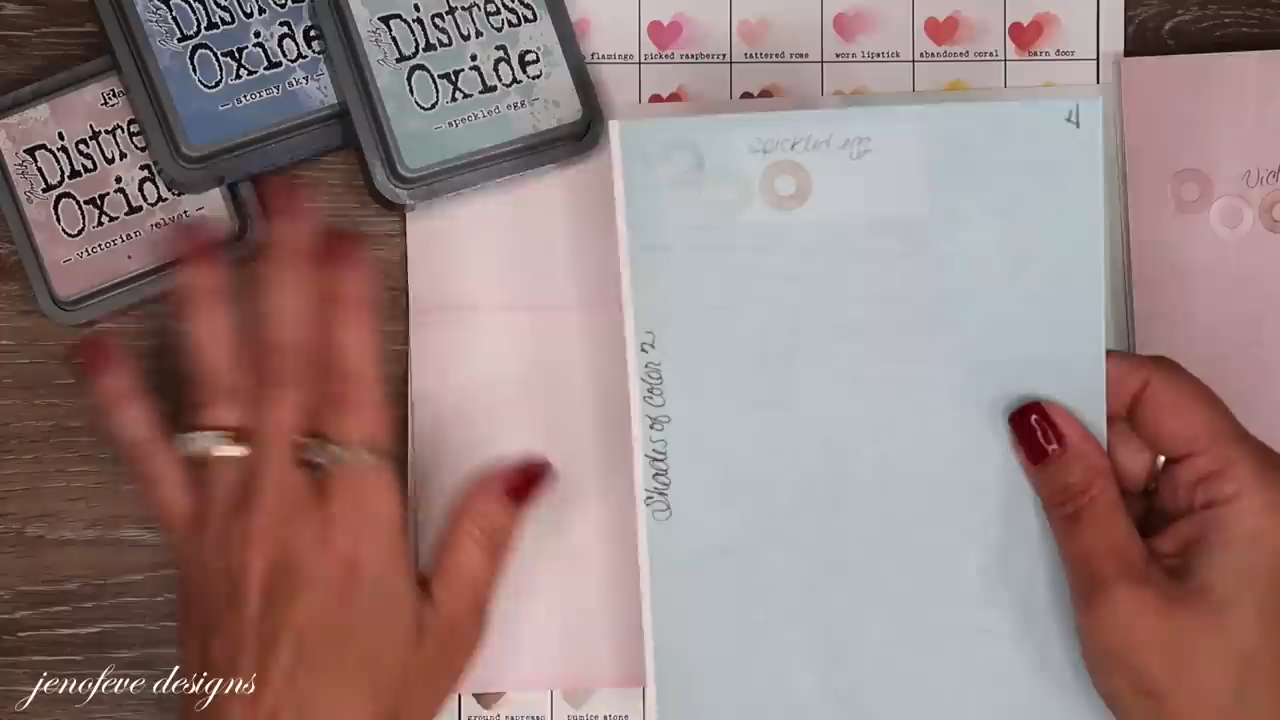 Distress
Oxide
stormy sky
Distress
Oxide
speckled egg
Distress
Oxide
victorian velvet
flamingo
picked raspberry
tattered rose
worn lipstick
abandoned coral
barn door
4
speckled egg
Shades of Color 2
ground espresso
pumice stone
jenofeve designs